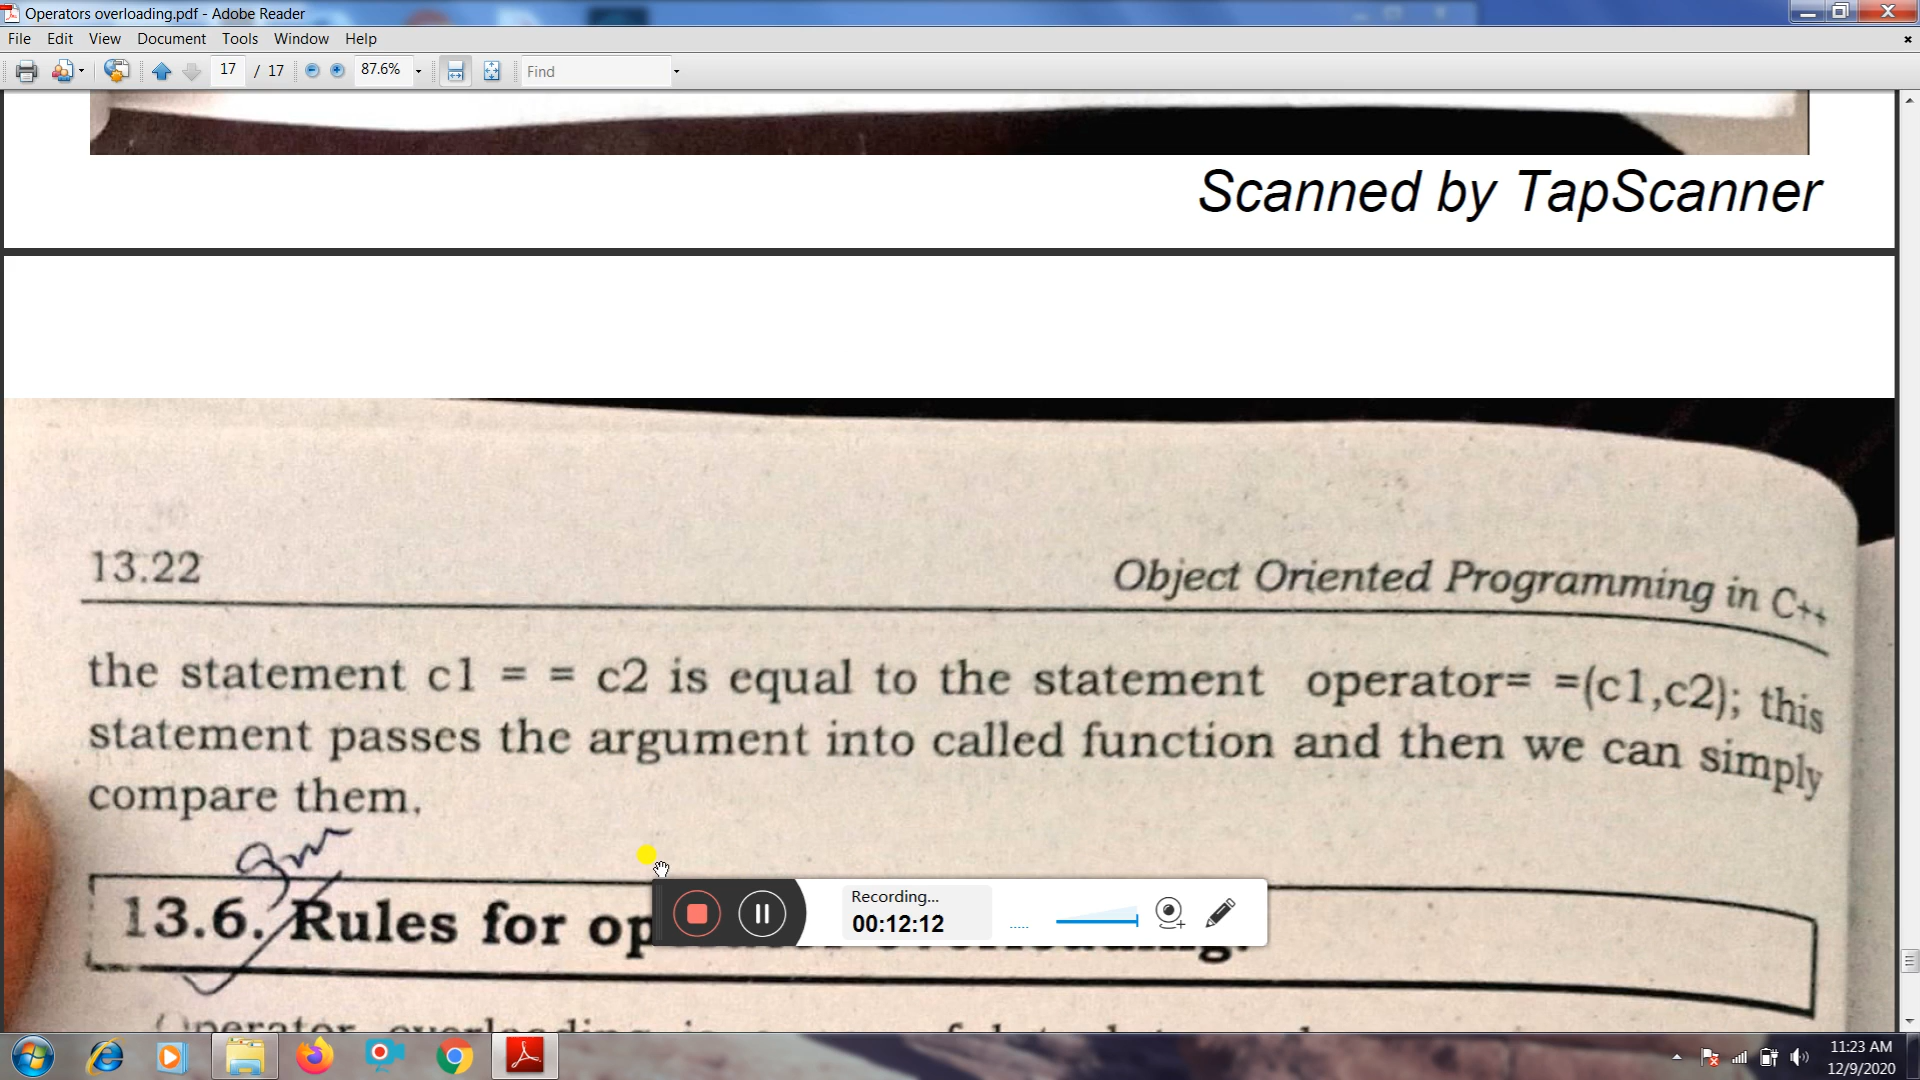 Operators overloading.pdf - Adobe Reader
File Edit View Document Tools Window Help
17 / 17 87.6% Find
Scanned by TapScanner
13.22 Object Oriented Programming in C++
the statement c1 = = c2 is equal to the statement operator= =(c1,c2); this
statement passes the argument into called function and then we can simply
compare them.
13.6. Rules for op
Recording...
00:12:12
Operator overloading is
11:23 AM
12/9/2020